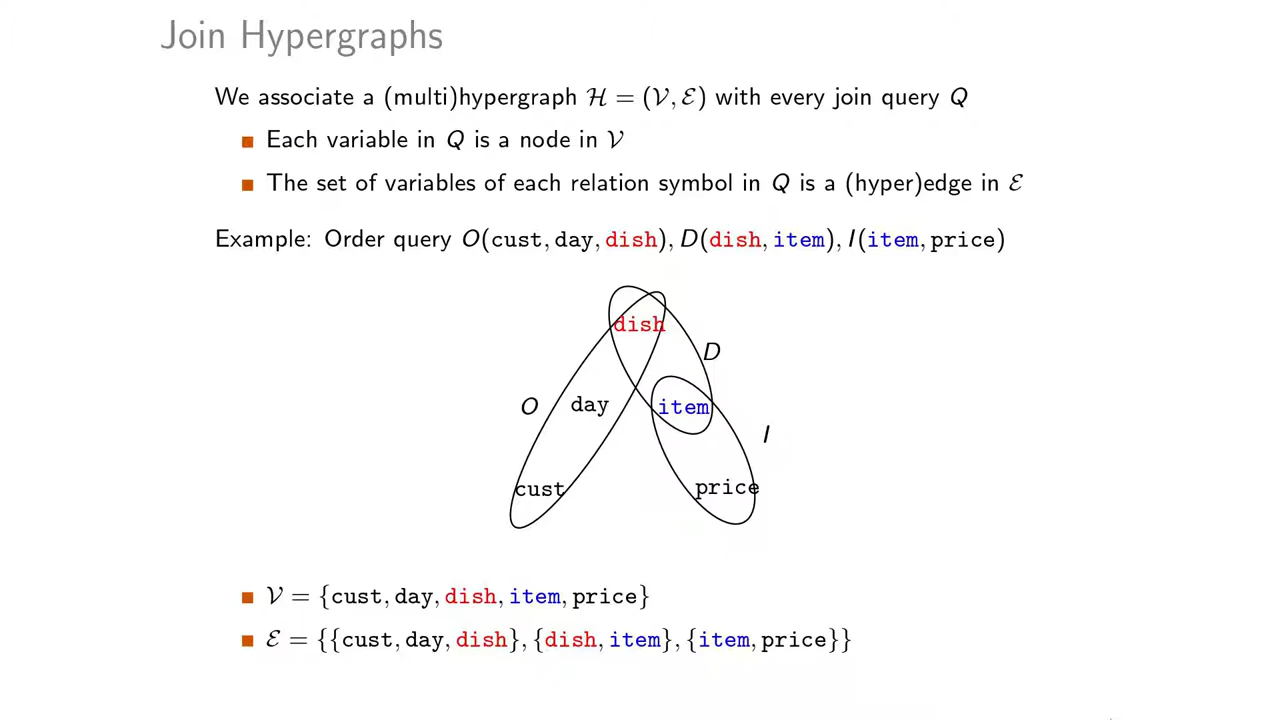 Join Hypergraphs
We associate a (multi)hypergraph ℋ = (𝒱, ℰ) with every join query Q
■ Each variable in Q is a node in 𝒱
■ The set of variables of each relation symbol in Q is a (hyper)edge in ℰ
Example: Order query O(cust, day, dish), D(dish, item), I(item, price)
dish
D
O
day
item
I
cust
price
■ 𝒱 = {cust, day, dish, item, price}
■ ℰ = {{cust, day, dish}, {dish, item}, {item, price}}